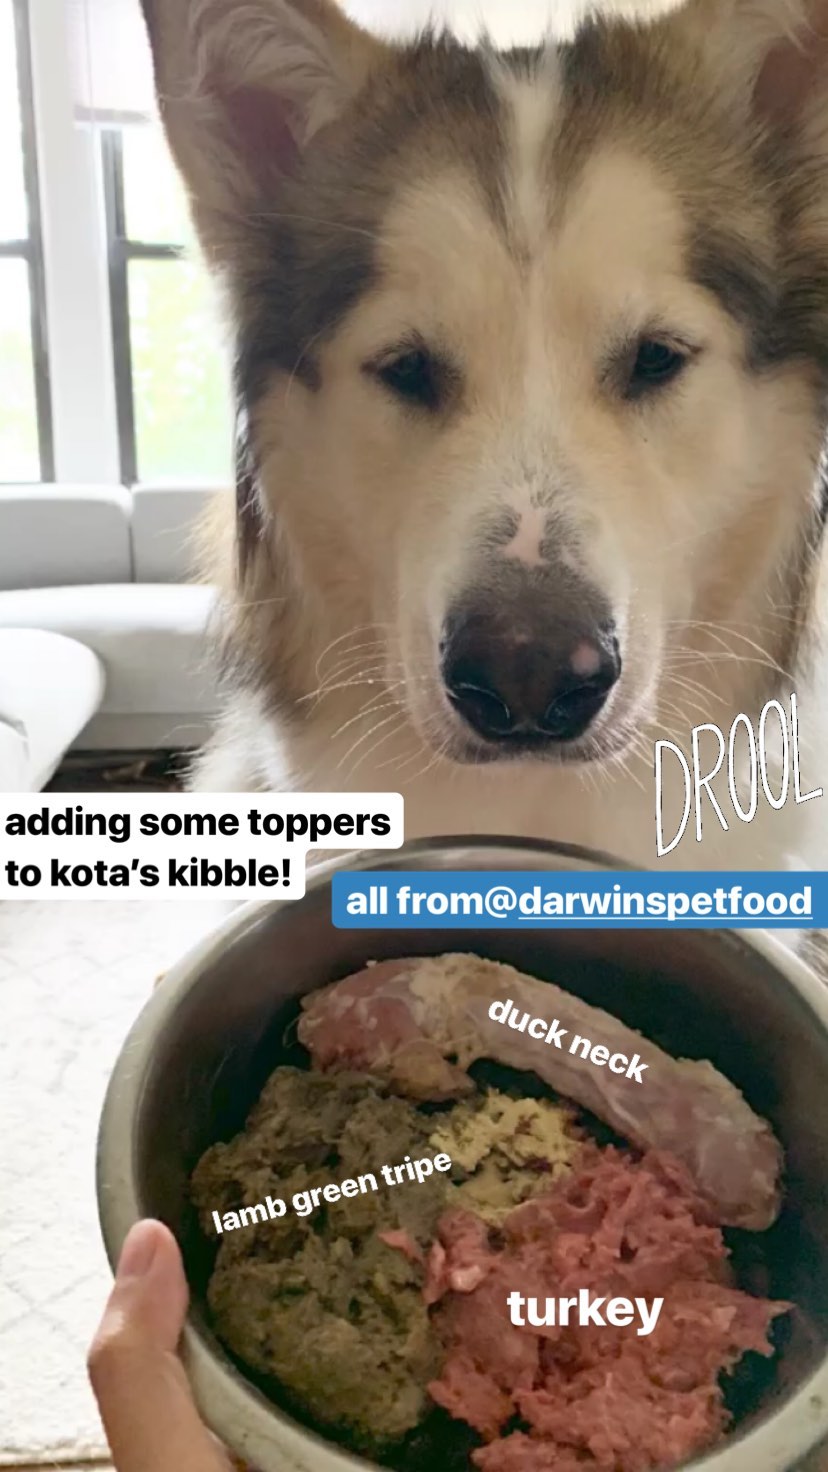 DROOL
adding some toppers
to kota's kibble!
all from@darwinspetfood
duck neck
lamb green tripe
turkey